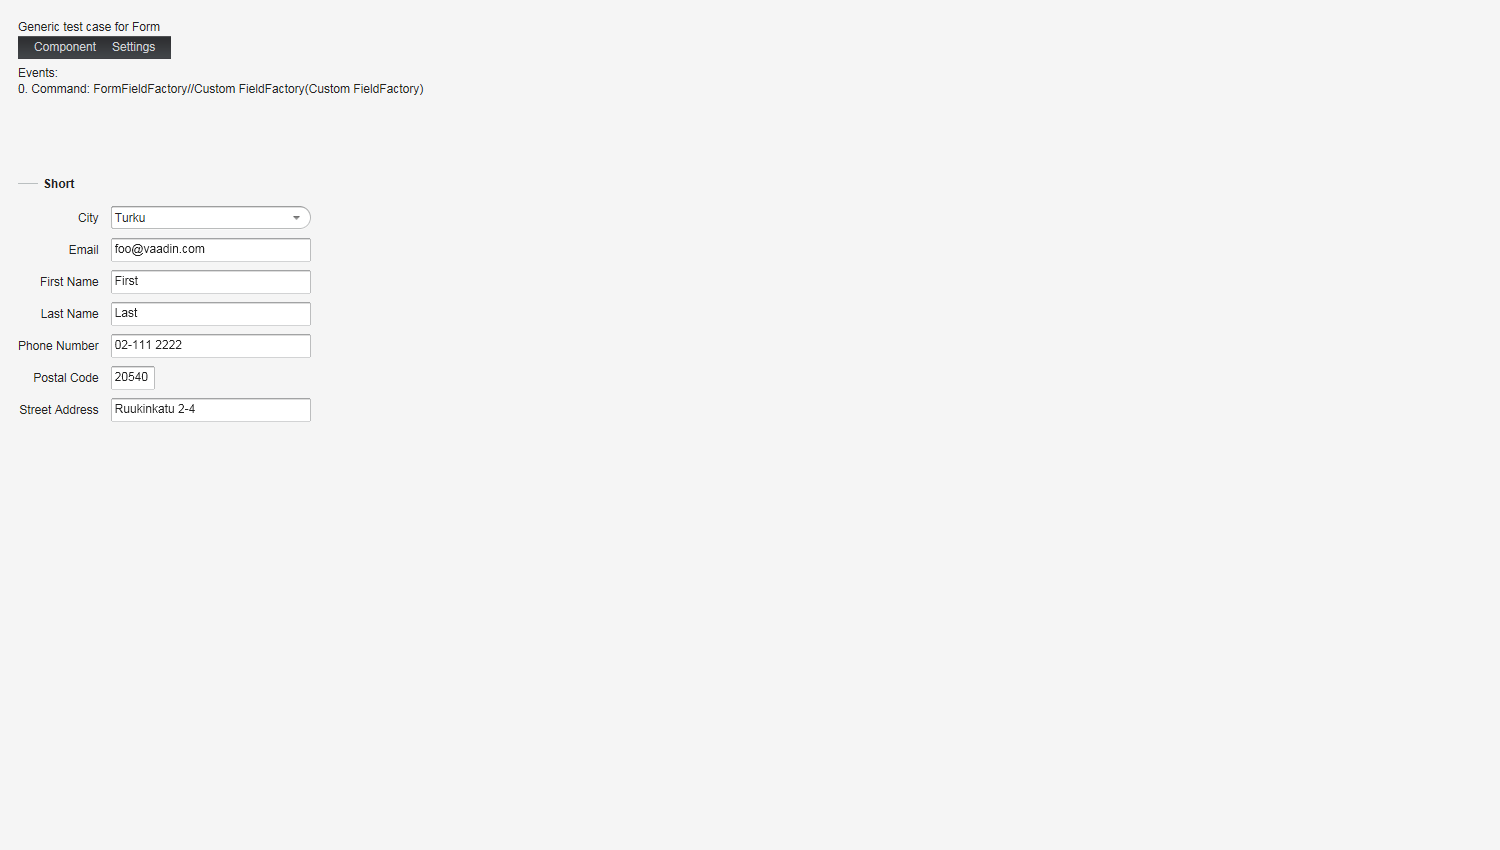 Generic test case for Form
Component Settings
Events:
0. Command: FormFieldFactory//Custom FieldFactory(Custom FieldFactory)
Short
City Turku
Email foo@vaadin.com
First Name First
Last Name Last
Phone Number 02-111 2222
Postal Code 20540
Street Address Ruukinkatu 2-4